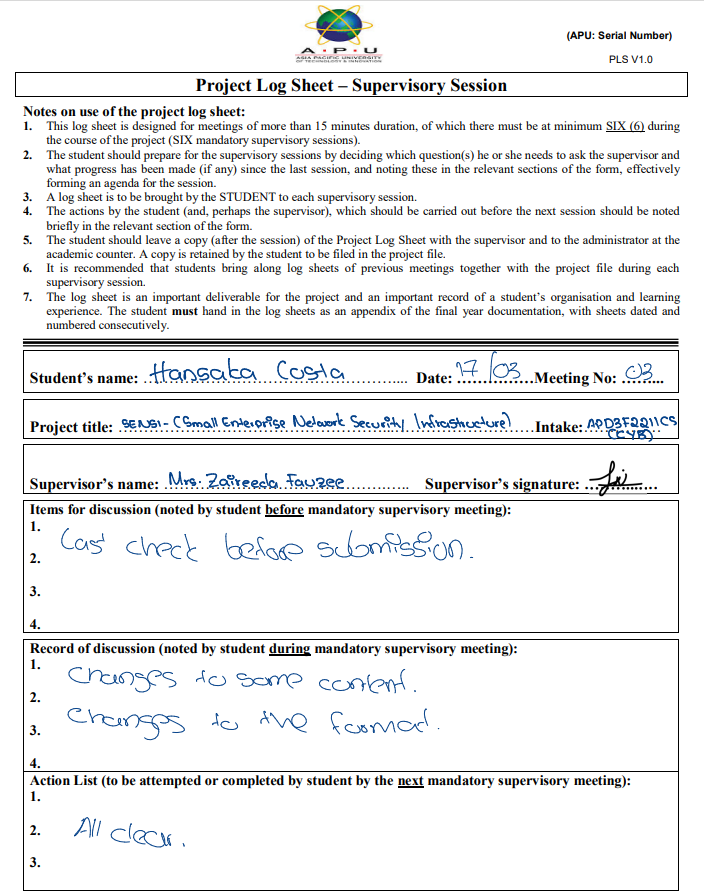 A • P • U
ASIA PACIFIC UNIVERSITY
OF TECHNOLOGY & INNOVATION
(APU: Serial Number)
PLS V1.0
Project Log Sheet – Supervisory Session
Notes on use of the project log sheet:
1. This log sheet is designed for meetings of more than 15 minutes duration, of which there must be at minimum SIX (6) during
the course of the project (SIX mandatory supervisory sessions).
2. The student should prepare for the supervisory sessions by deciding which question(s) he or she needs to ask the supervisor and
what progress has been made (if any) since the last session, and noting these in the relevant sections of the form, effectively
forming an agenda for the session.
3. A log sheet is to be brought by the STUDENT to each supervisory session.
4. The actions by the student (and, perhaps the supervisor), which should be carried out before the next session should be noted
briefly in the relevant section of the form.
5. The student should leave a copy (after the session) of the Project Log Sheet with the supervisor and to the administrator at the
academic counter. A copy is retained by the student to be filed in the project file.
6. It is recommended that students bring along log sheets of previous meetings together with the project file during each
supervisory session.
7. The log sheet is an important deliverable for the project and an important record of a student's organisation and learning
experience. The student must hand in the log sheets as an appendix of the final year documentation, with sheets dated and
numbered consecutively.
Student's name: Hansaka Costa Date: 17/03 Meeting No: 03
Project title: SENSI - (Small Enterprise Network Security Infrastructure) Intake: APD3F2211CS
(CYB)
Supervisor's name: Mrs. Zaireeda Fauzee Supervisor's signature:
Items for discussion (noted by student before mandatory supervisory meeting):
1.
Last check before submission.
2.
3.
4.
Record of discussion (noted by student during mandatory supervisory meeting):
1.
Changes to some content.
2.
Changes to the format.
3.
4.
Action List (to be attempted or completed by student by the next mandatory supervisory meeting):
1.
2. All clear.
3.